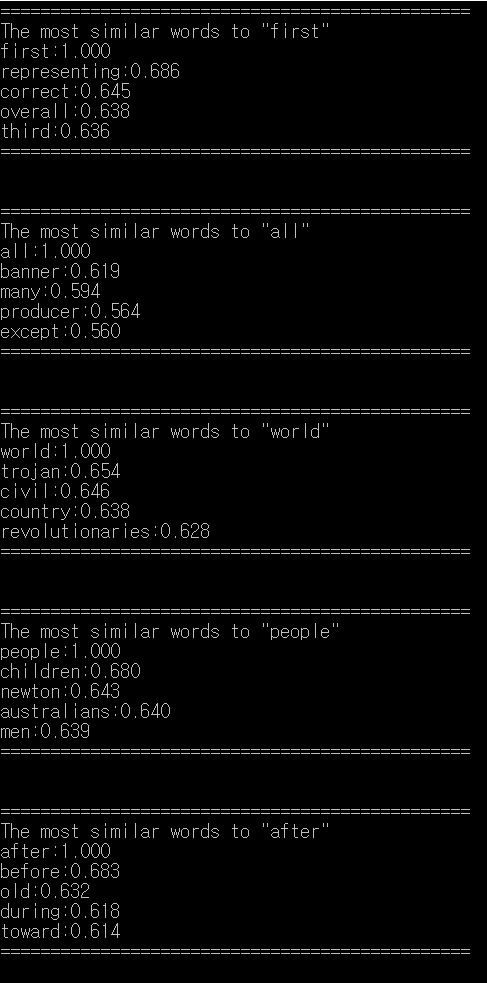 ===============================================
The most similar words to "first"
first:1.000
representing:0.686
correct:0.645
overall:0.638
third:0.636
===============================================
===============================================
The most similar words to "all"
all:1.000
banner:0.619
many:0.594
producer:0.564
except:0.560
===============================================
===============================================
The most similar words to "world"
world:1.000
trojan:0.654
civil:0.646
country:0.638
revolutionaries:0.628
===============================================
===============================================
The most similar words to "people"
people:1.000
children:0.680
newton:0.643
australians:0.640
men:0.639
===============================================
===============================================
The most similar words to "after"
after:1.000
before:0.683
old:0.632
during:0.618
toward:0.614
===============================================